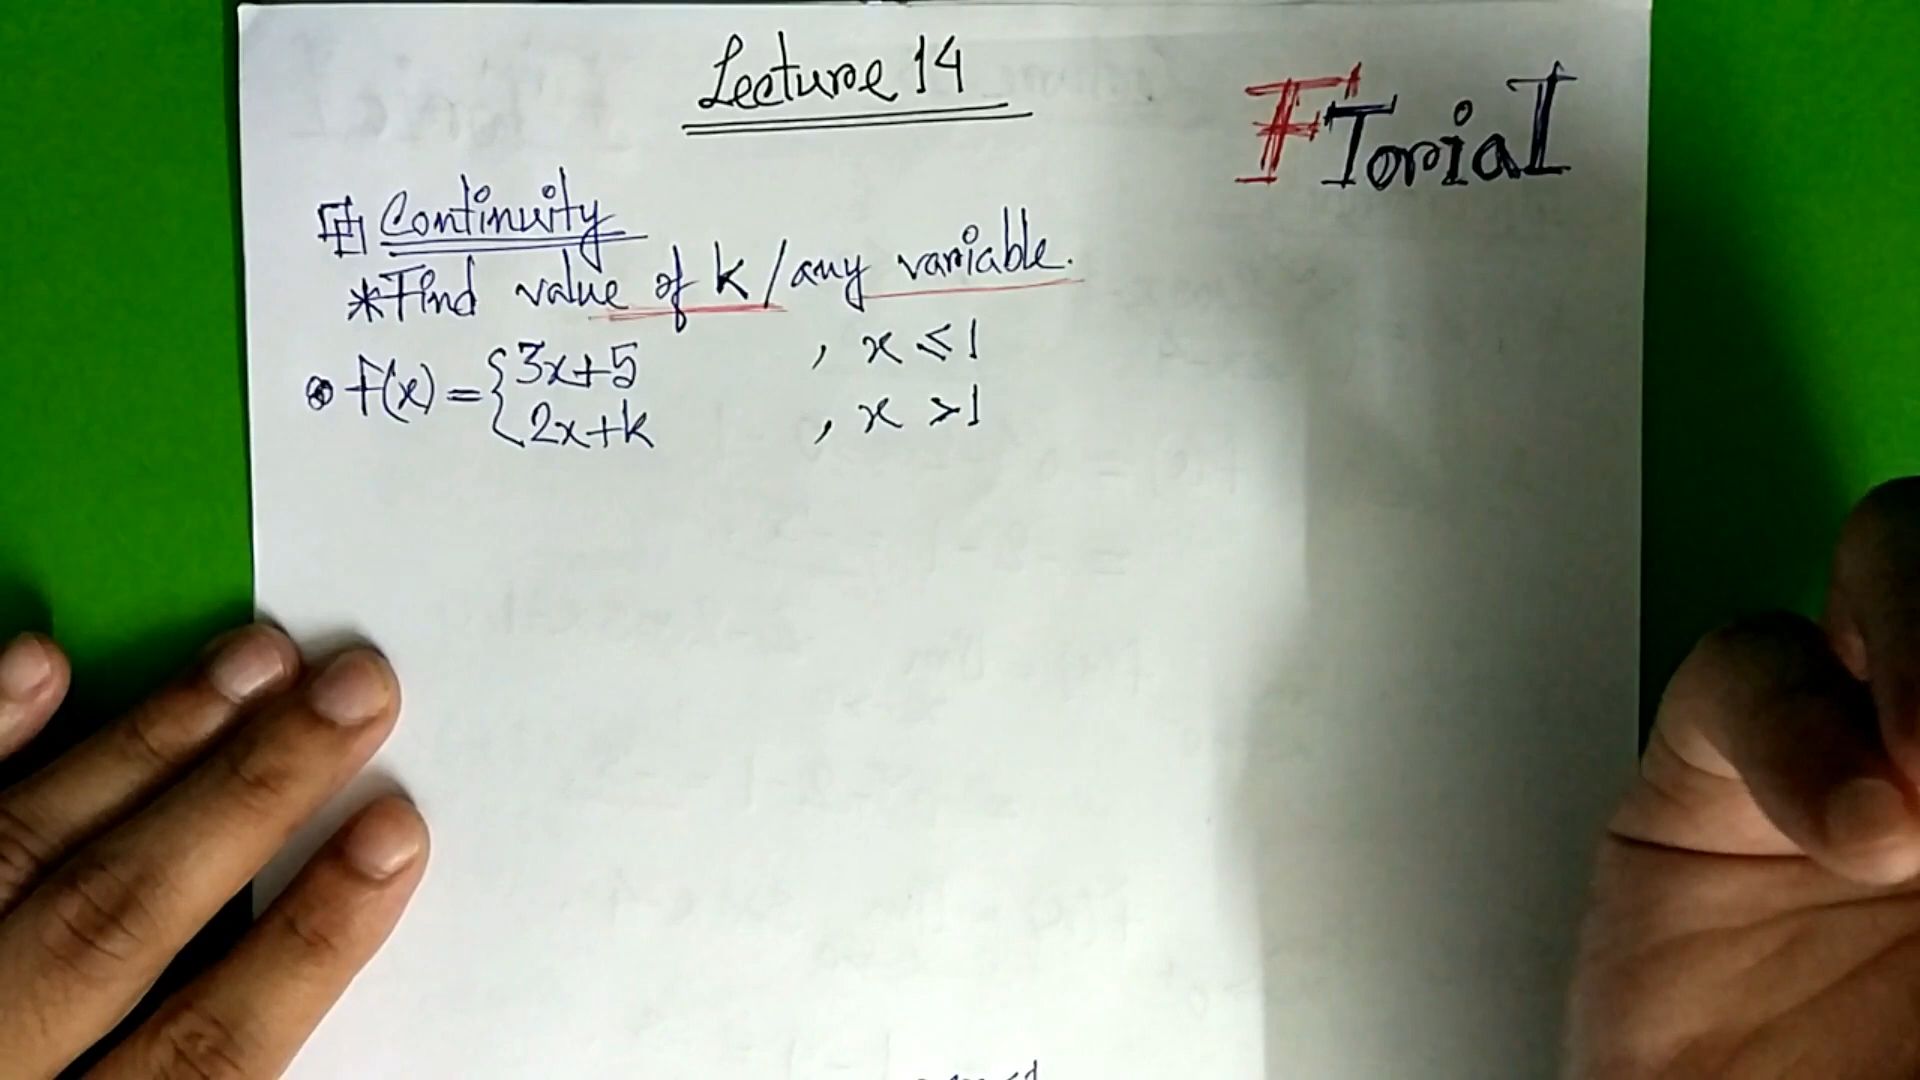 Lecture 14
FTorial
Continuity
*Find value of k / any variable.
f(x) = { 3x+5 , x ≤ 1
2x+k , x > 1